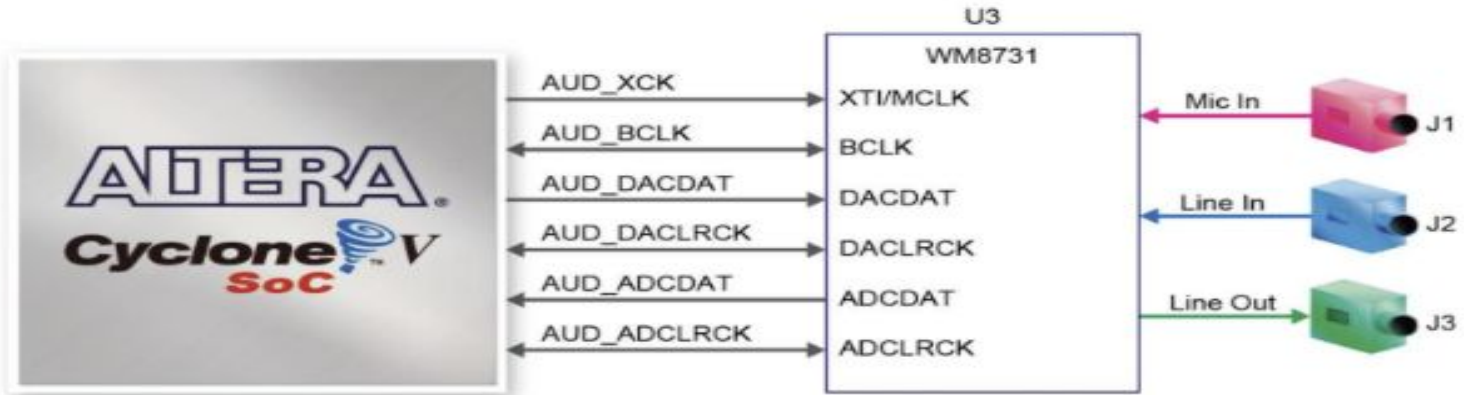 U3
WM8731
AUD_XCK
XTI/MCLK
AUD_BCLK
BCLK
AUD_DACDAT
DACDAT
AUD_DACLRCK
DACLRCK
AUD_ADCDAT
ADCDAT
AUD_ADCLRCK
ADCLRCK
ALTERA®
Cyclone™ V
SoC
Mic In
J1
Line In
J2
Line Out
J3